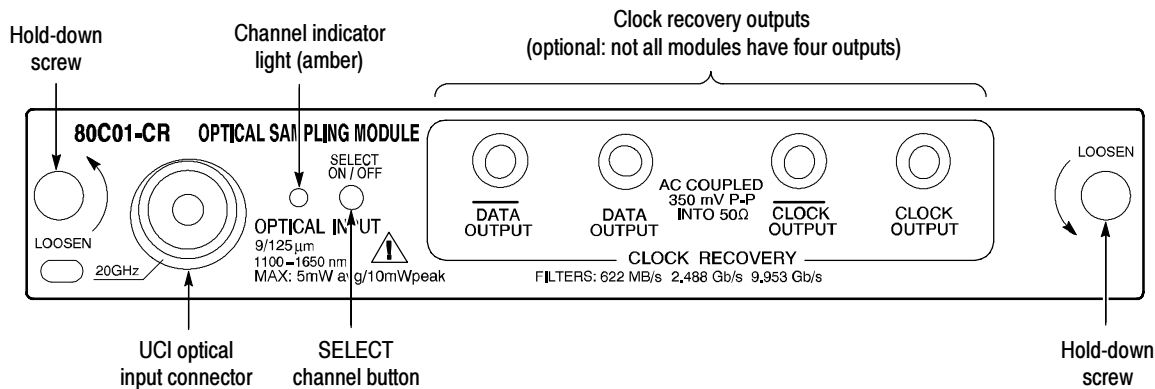 Hold-down
screw
Channel indicator
light (amber)
Clock recovery outputs
(optional: not all modules have four outputs)
80C01-CR OPTICAL SAMPLING MODULE
LOOSEN
20GHz
SELECT
ON / OFF
OPTICAL INPUT
9/125 µm
1100–1650 nm
MAX: 5mW avg/10mWpeak
DATA
OUTPUT
DATA
OUTPUT
AC COUPLED
350 mV P-P
INTO 50Ω
CLOCK
OUTPUT
CLOCK
OUTPUT
CLOCK RECOVERY
FILTERS: 622 MB/s 2.488 Gb/s 9.953 Gb/s
LOOSEN
UCI optical
input connector
SELECT
channel button
Hold-down
screw